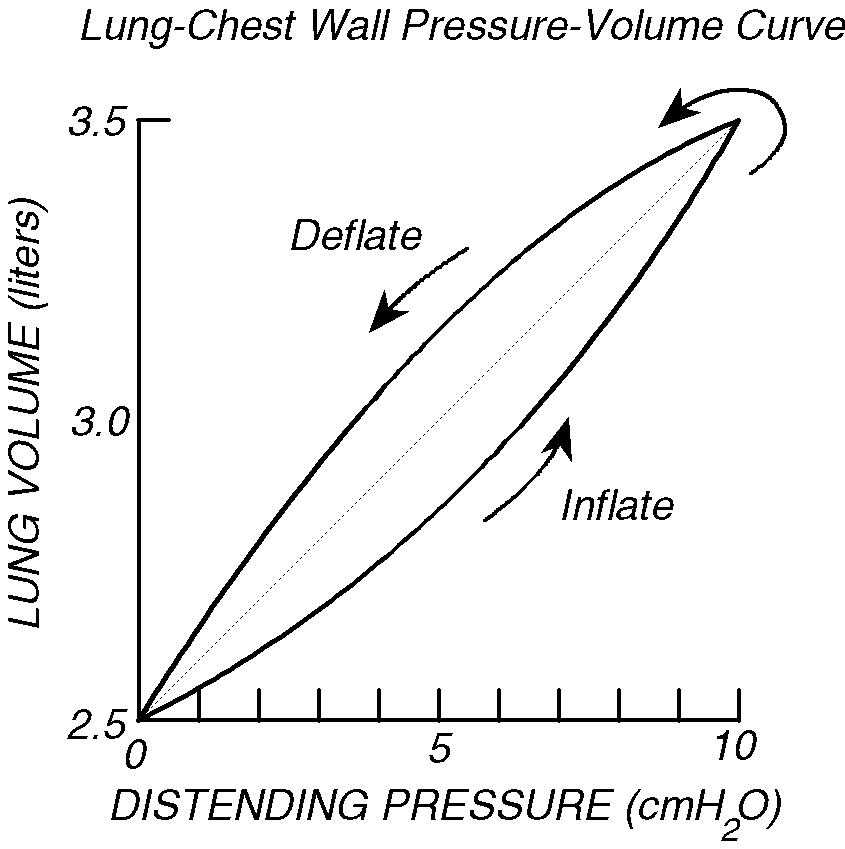 Lung-Chest Wall Pressure-Volume Curve
3.5
Deflate
LUNG VOLUME (liters)
3.0
Inflate
2.5
0
5
10
DISTENDING PRESSURE (cmH₂O)